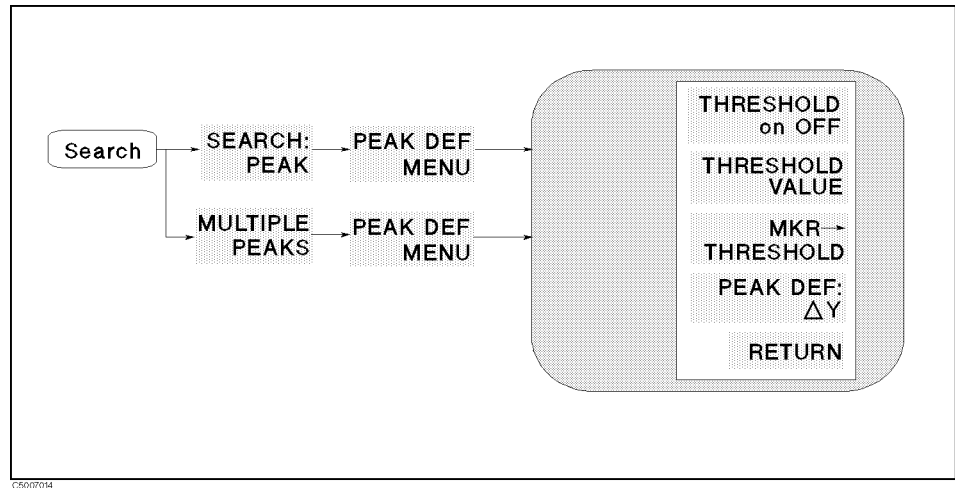 Search
SEARCH:
PEAK
PEAK DEF
MENU
MULTIPLE
PEAKS
PEAK DEF
MENU
THRESHOLD
on OFF
THRESHOLD
VALUE
MKR→
THRESHOLD
PEAK DEF:
△Y
RETURN
C5007014